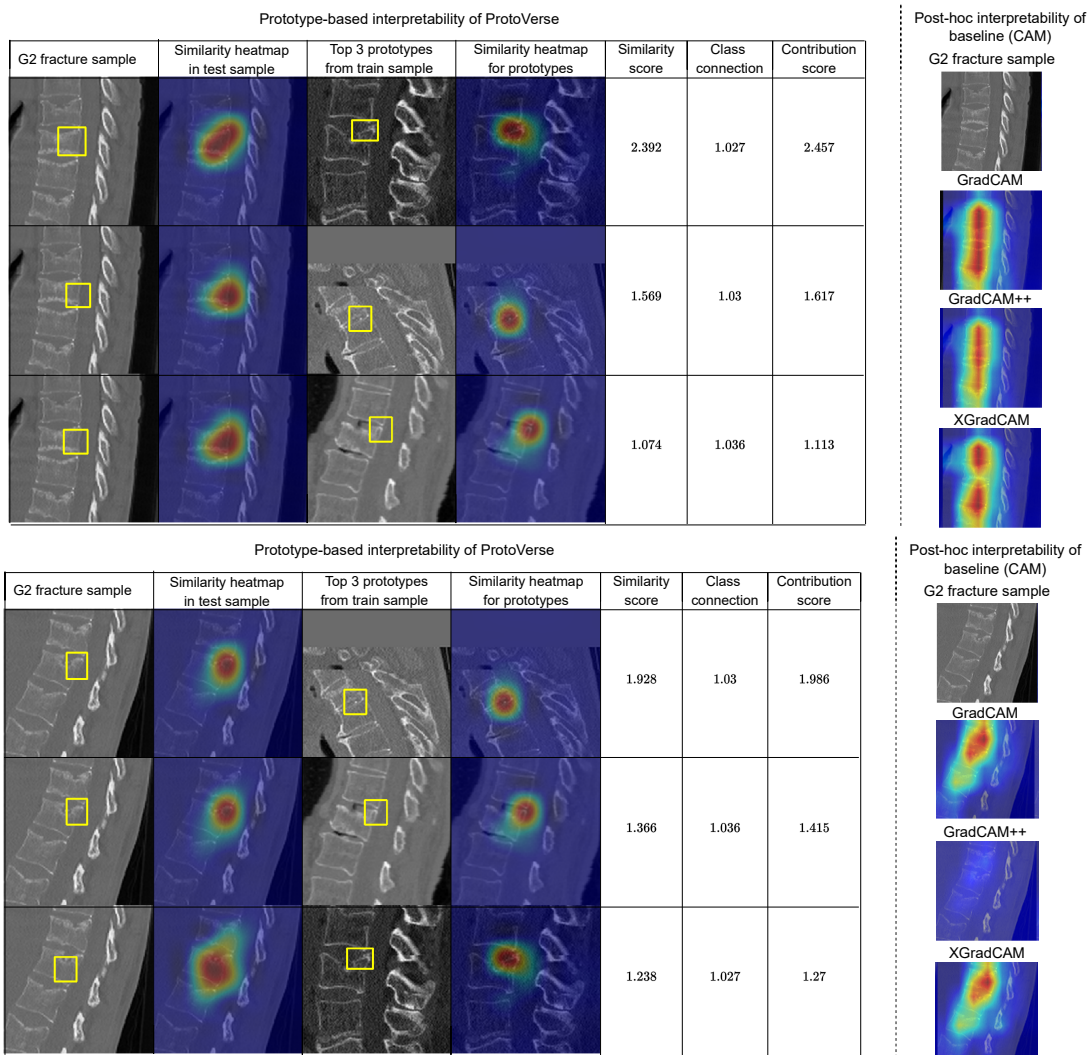 Prototype-based interpretability of ProtoVerse
G2 fracture sample
Similarity heatmap
in test sample
Top 3 prototypes
from train sample
Similarity heatmap
for prototypes
Similarity
score
Class
connection
Contribution
score
2.392
1.027
2.457
1.569
1.03
1.617
1.074
1.036
1.113
Post-hoc interpretability of
baseline (CAM)
G2 fracture sample
GradCAM
GradCAM++
XGradCAM
Prototype-based interpretability of ProtoVerse
G2 fracture sample
Similarity heatmap
in test sample
Top 3 prototypes
from train sample
Similarity heatmap
for prototypes
Similarity
score
Class
connection
Contribution
score
1.928
1.03
1.986
1.366
1.036
1.415
1.238
1.027
1.27
Post-hoc interpretability of
baseline (CAM)
G2 fracture sample
GradCAM
GradCAM++
XGradCAM